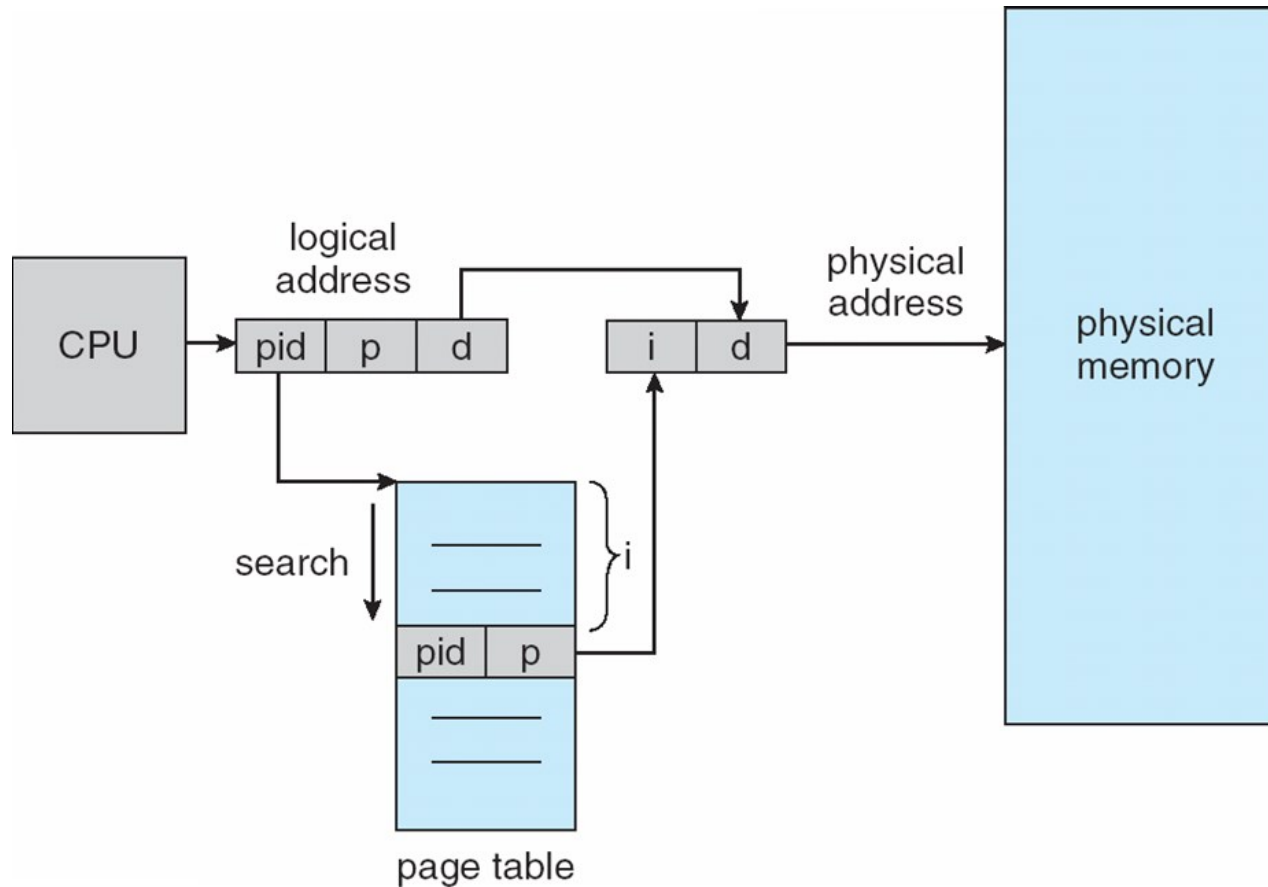 logical
address
physical
address
CPU
pid
p
d
i
d
physical
memory
search
i
pid
p
page table